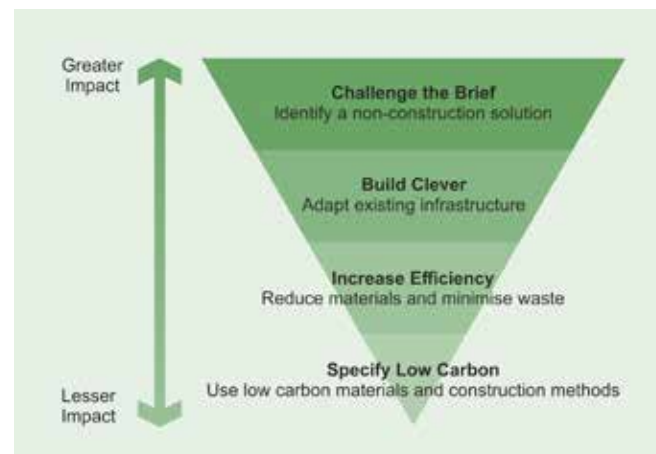 Greater
Impact
Challenge the Brief
Identify a non-construction solution
Build Clever
Adapt existing infrastructure
Increase Efficiency
Reduce materials and minimise waste
Specify Low Carbon
Use low carbon materials and construction methods
Lesser
Impact